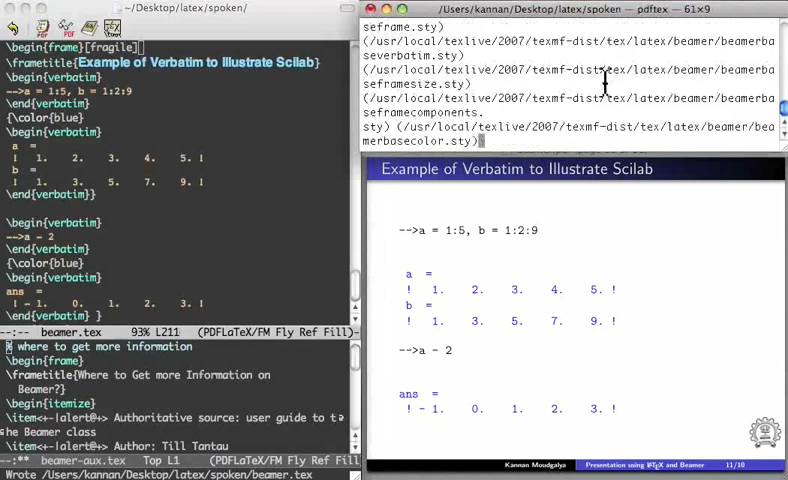 ~/Desktop/latex/spoken/
\begin{frame}[fragile]
\frametitle{Example of Verbatim to Illustrate Scilab}
\begin{verbatim}
-->a = 1:5, b = 1:2:9
\end{verbatim}
{\color{blue}
\begin{verbatim}
a =
! 1. 2. 3. 4. 5. !
b =
! 1. 3. 5. 7. 9. !
\end{verbatim}}
\begin{verbatim}
-->a - 2
\end{verbatim}
{\color{blue}
\begin{verbatim}
ans =
! - 1. 0. 1. 2. 3. !
\end{verbatim} }
--:-- beamer.tex 93% L211 (PDFLaTeX/FM Fly Ref Fill)-
% where to get more information
\begin{frame}
\frametitle{Where to Get more Information on
Beamer?}
\begin{itemize}
\item<+-|alert@+> Authoritative source: user guide to t
he Beamer class
\item<+-|alert@+> Author: Till Tantau
--:** beamer-aux.tex Top L1 (PDFLaTeX/FM Fly Ref Fill)
Wrote /Users/kannan/Desktop/latex/spoken/beamer.tex
/Users/kannan/Desktop/latex/spoken — pdftex — 61×9
seframe.sty)
(/usr/local/texlive/2007/texmf-dist/tex/latex/beamer/beamerba
severbatim.sty)
(/usr/local/texlive/2007/texmf-dist/tex/latex/beamer/beamerba
seframesize.sty)
(/usr/local/texlive/2007/texmf-dist/tex/latex/beamer/beamerba
seframecomponents.
sty) (/usr/local/texlive/2007/texmf-dist/tex/latex/beamer/bea
merbasecolor.sty)
Example of Verbatim to Illustrate Scilab
-->a = 1:5, b = 1:2:9
a =
! 1. 2. 3. 4. 5. !
b =
! 1. 3. 5. 7. 9. !
-->a - 2
ans =
! - 1. 0. 1. 2. 3. !
Kannan Moudgalya Presentation using LATEX and Beamer 11/10